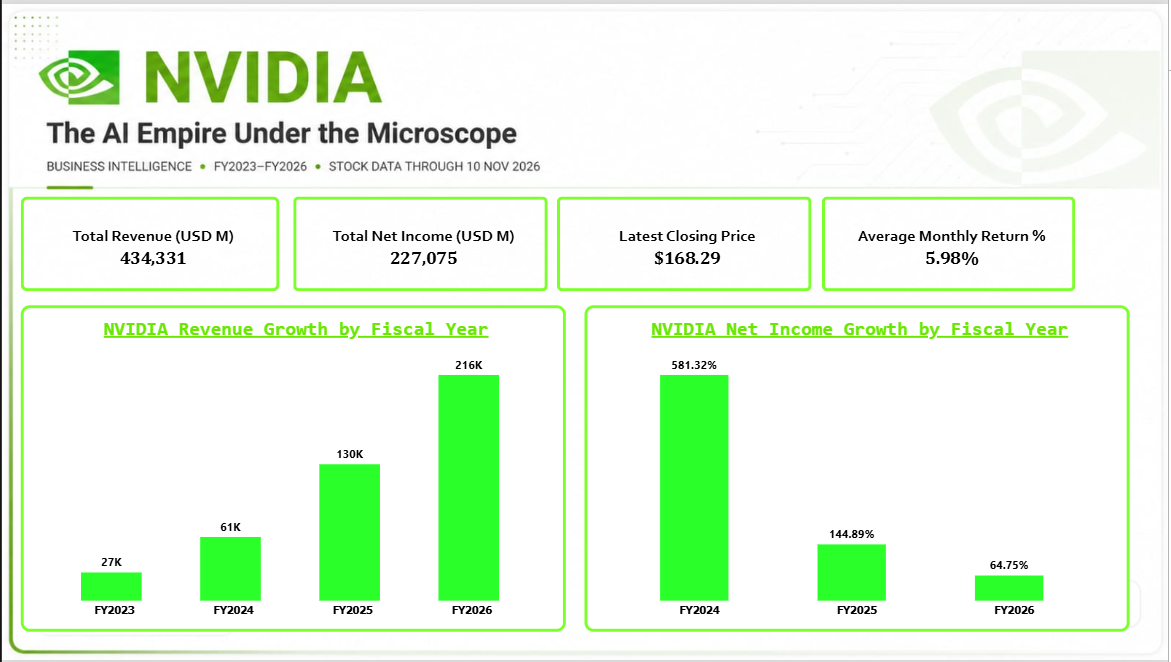 NVIDIA
The AI Empire Under the Microscope
BUSINESS INTELLIGENCE • FY2023–FY2026 • STOCK DATA THROUGH 10 NOV 2026
Total Revenue (USD M)
434,331
Total Net Income (USD M)
227,075
Latest Closing Price
$168.29
Average Monthly Return %
5.98%
NVIDIA Revenue Growth by Fiscal Year
27K
61K
130K
216K
FY2023
FY2024
FY2025
FY2026
NVIDIA Net Income Growth by Fiscal Year
581.32%
144.89%
64.75%
FY2024
FY2025
FY2026